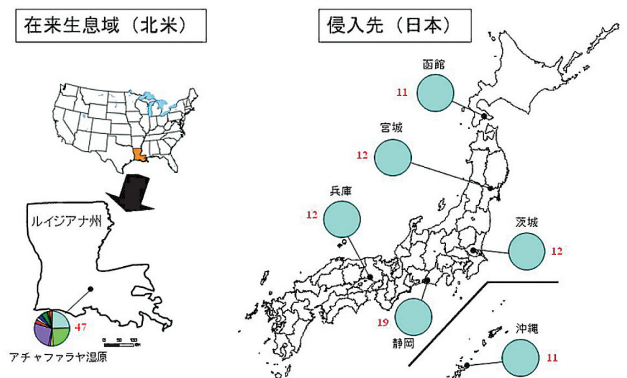 在来生息域（北米）
侵入先（日本）
函館
11
宮城
12
兵庫
12
茨城
12
ルイジアナ州
47
アチャファラヤ湿原
19
静岡
沖縄
11